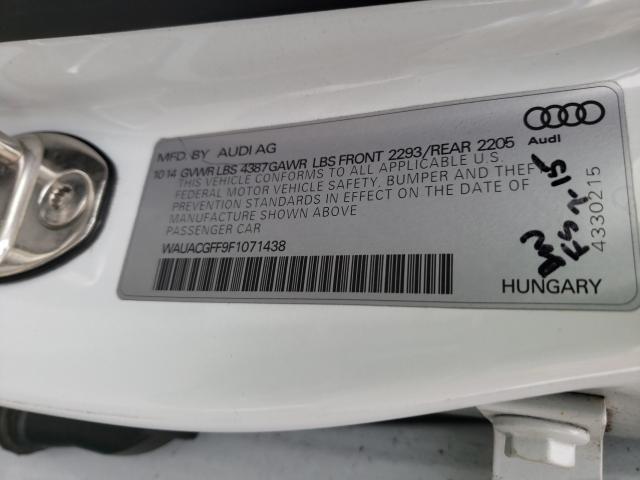 MFD. BY AUDI AG
10 14 GVWR LBS 4387 GAWR LBS FRONT 2293/REAR 2205
THIS VEHICLE CONFORMS TO ALL APPLICABLE U.S.
FEDERAL MOTOR VEHICLE SAFETY, BUMPER AND THEFT
PREVENTION STANDARDS IN EFFECT ON THE DATE OF
MANUFACTURE SHOWN ABOVE
PASSENGER CAR
WAUACGFF9F1071438
Audi
4330215
HUNGARY